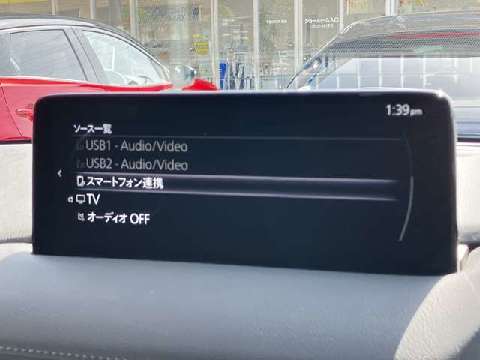 1:39pm
ソース一覧
USB1 - Audio/Video
USB2 - Audio/Video
スマートフォン連携
TV
オーディオ OFF